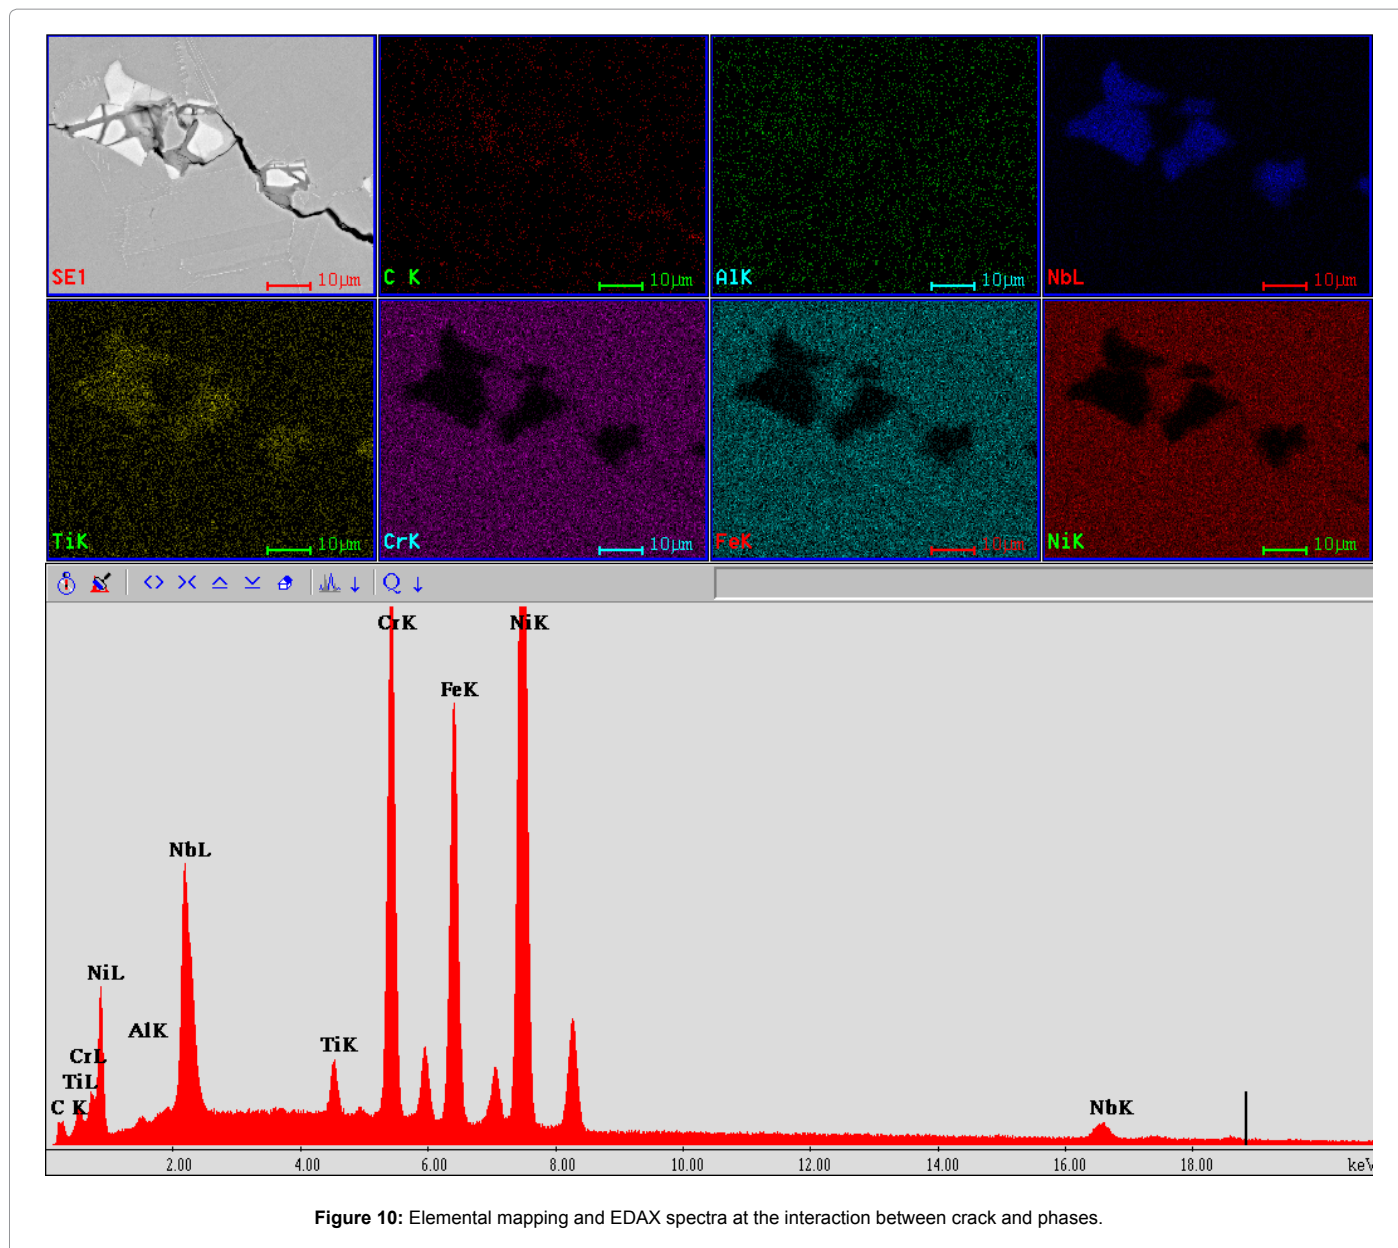 SE1 10μm
C K 10μm
AlK 10μm
NbL 10μm
TiK 10μm
CrK 10μm
FeK 10μm
NiK 10μm
Q
CrK
NiK
FeK
NbL
NiL
AlK
TiK
CrL
TiL
C K
NbK
2.00 4.00 6.00 8.00 10.00 12.00 14.00 16.00 18.00 keV
Figure 10: Elemental mapping and EDAX spectra at the interaction between crack and phases.